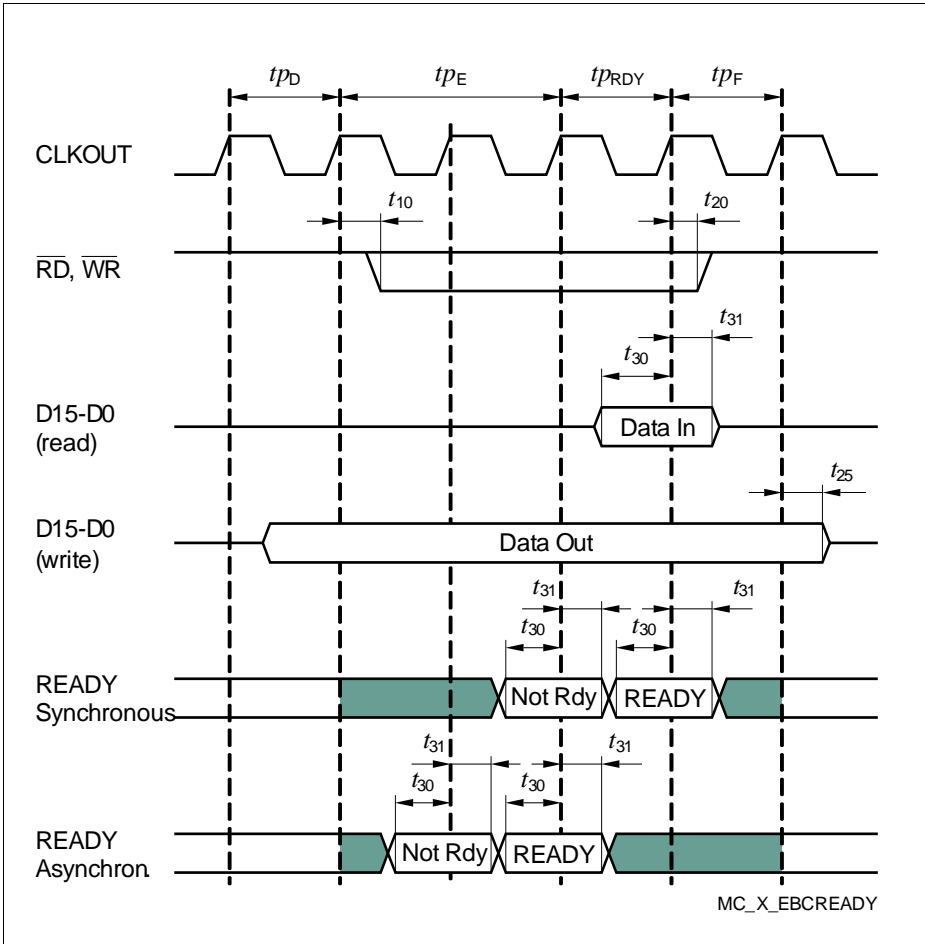 tpD tpE tpRDY tpF
CLKOUT
t10 t20
RD, WR
t31
t30
D15-D0
(read)
Data In
t25
D15-D0
(write)
Data Out
t31 t31
t30 t30
READY
Synchronous
Not Rdy READY
t31 t31
t30 t30
READY
Asynchron.
Not Rdy READY
MC_X_EBCREADY